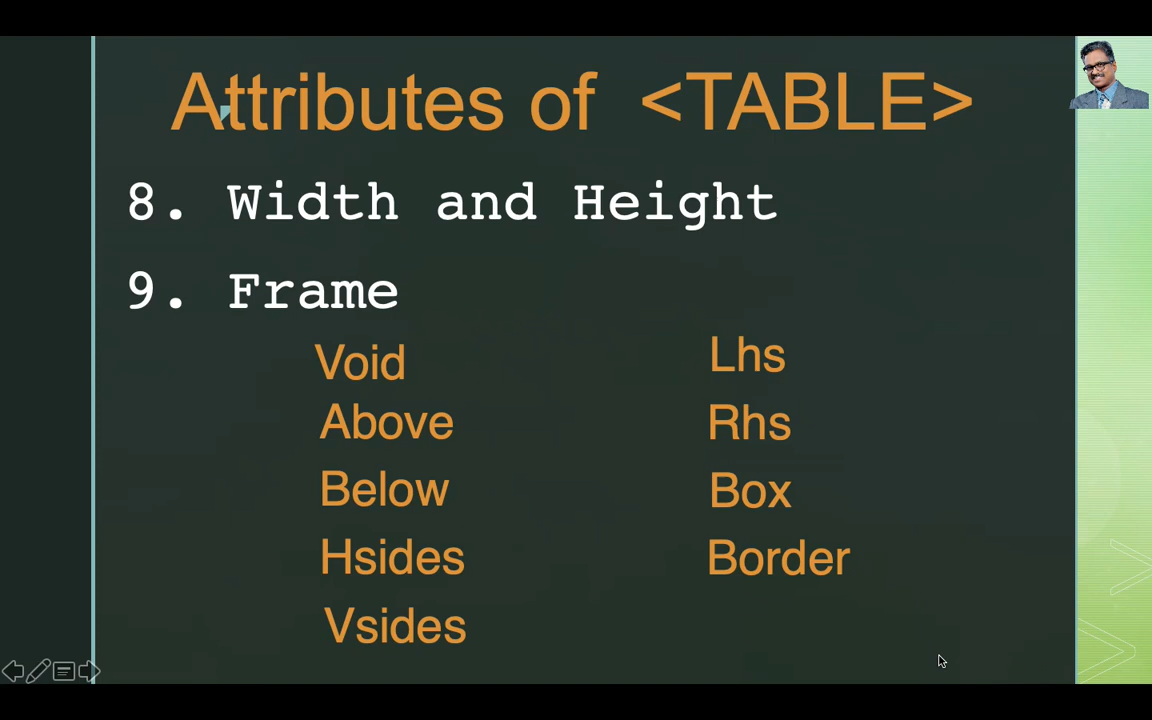 Attributes of <TABLE>
8. Width and Height
9. Frame
Void
Above
Below
Hsides
Vsides
Lhs
Rhs
Box
Border